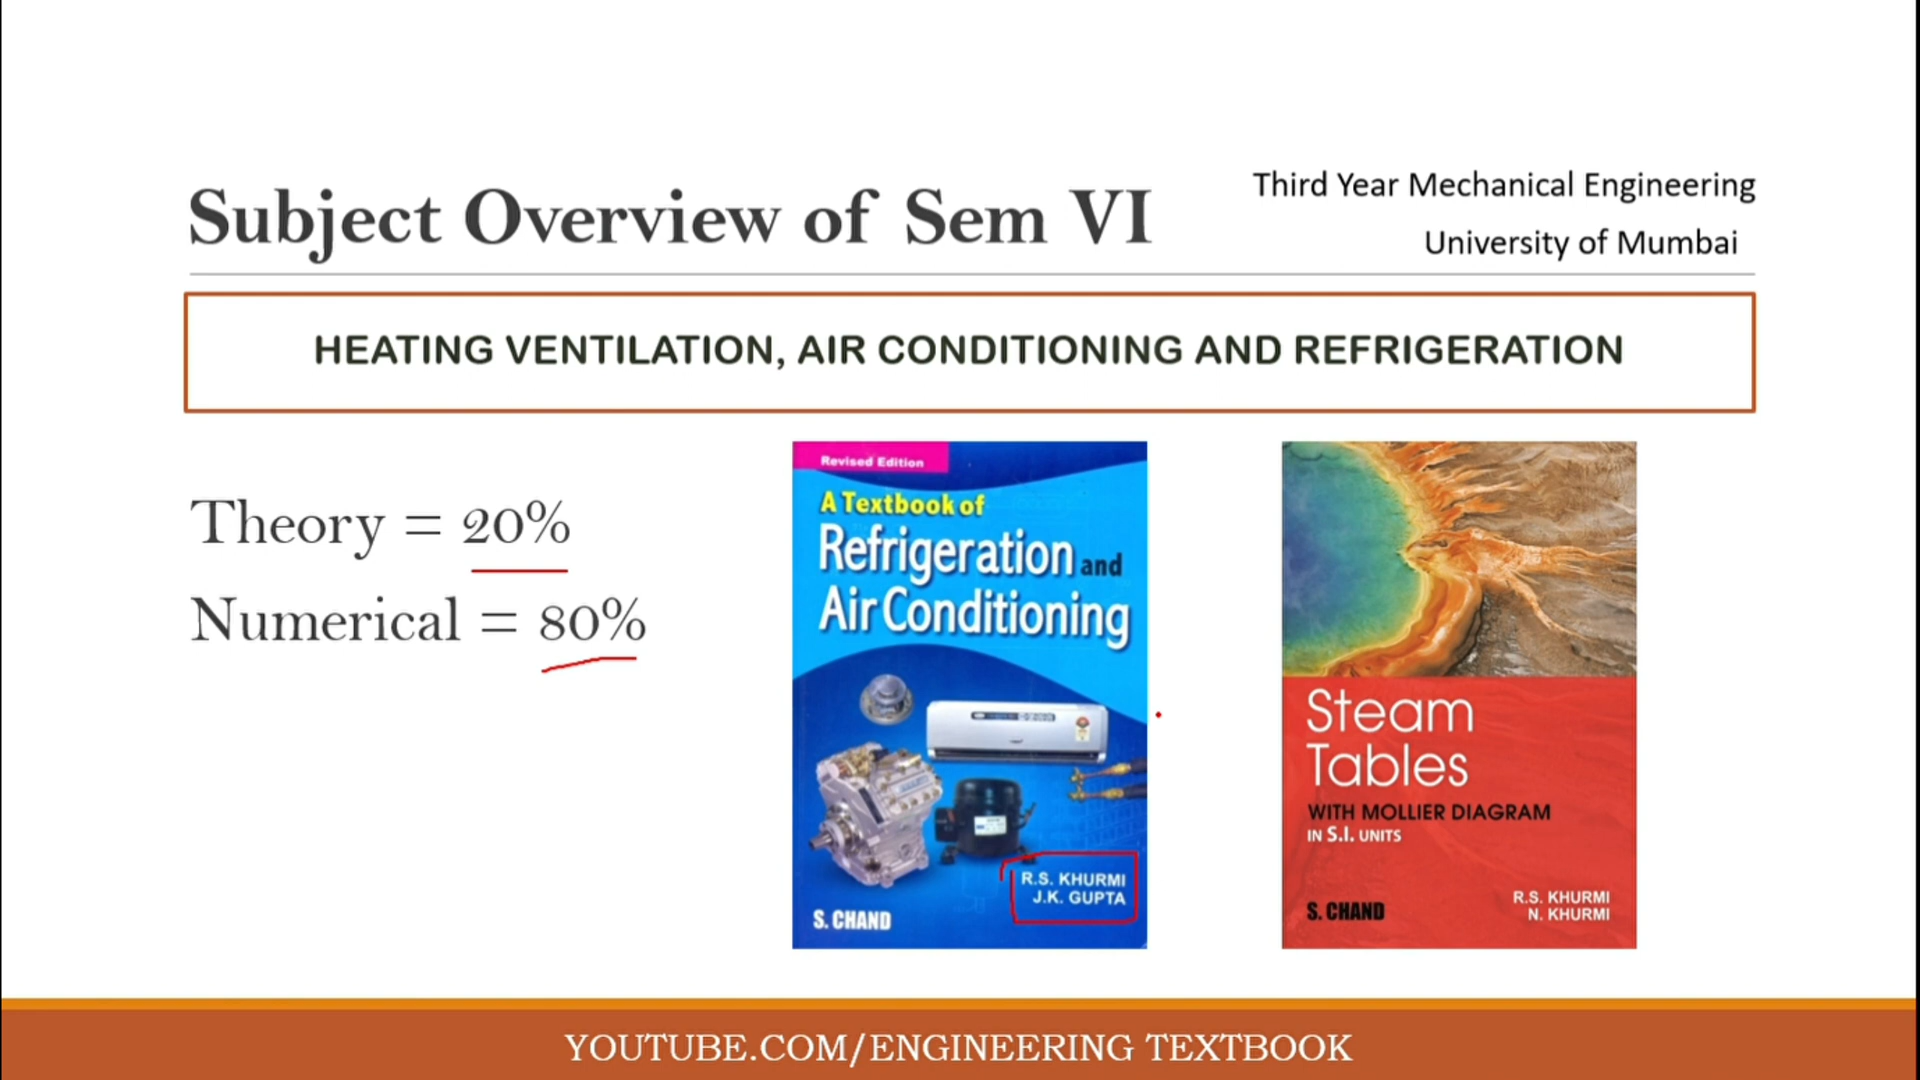 Subject Overview of Sem VI
Third Year Mechanical Engineering
University of Mumbai
HEATING VENTILATION, AIR CONDITIONING AND REFRIGERATION
Theory = 20%
Numerical = 80%
Revised Edition
A Textbook of
Refrigeration and
Air Conditioning
R.S. KHURMI
J.K. GUPTA
S. CHAND
Steam
Tables
WITH MOLLIER DIAGRAM
IN S.I. UNITS
R.S. KHURMI
N. KHURMI
S. CHAND
YOUTUBE.COM/ENGINEERING TEXTBOOK